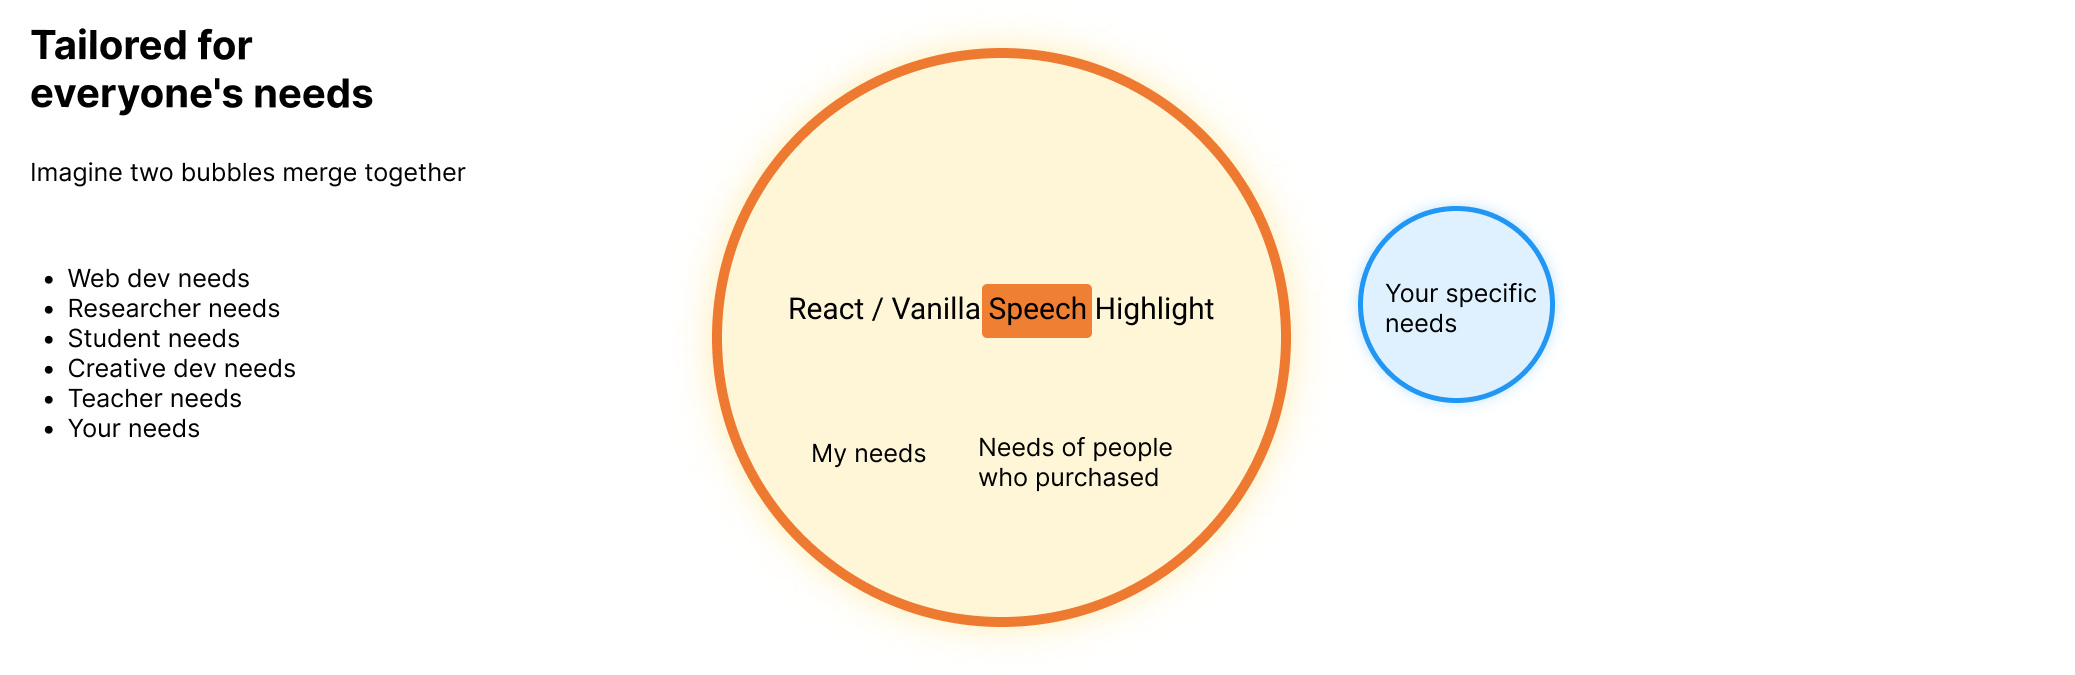 Tailored for
everyone's needs
Imagine two bubbles merge together
• Web dev needs
• Researcher needs
• Student needs
• Creative dev needs
• Teacher needs
• Your needs
React / Vanilla Speech Highlight
My needs
Needs of people
who purchased
Your specific
needs